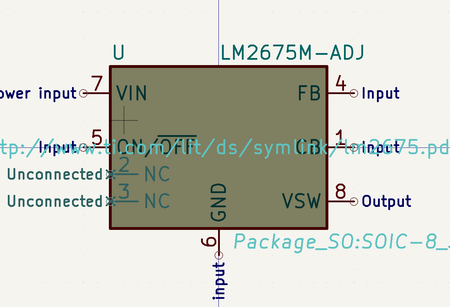 U LM2675M-ADJ
ower input 7 VIN FB 4 Input
Input 5 ON/OFF CB 1 Input
tp://www.ti.com/lit/ds/symlink/lm2675.pd
Unconnected 2 NC
Unconnected 3 NC VSW 8 Output
GND
6
Package_SO:SOIC-8_
input